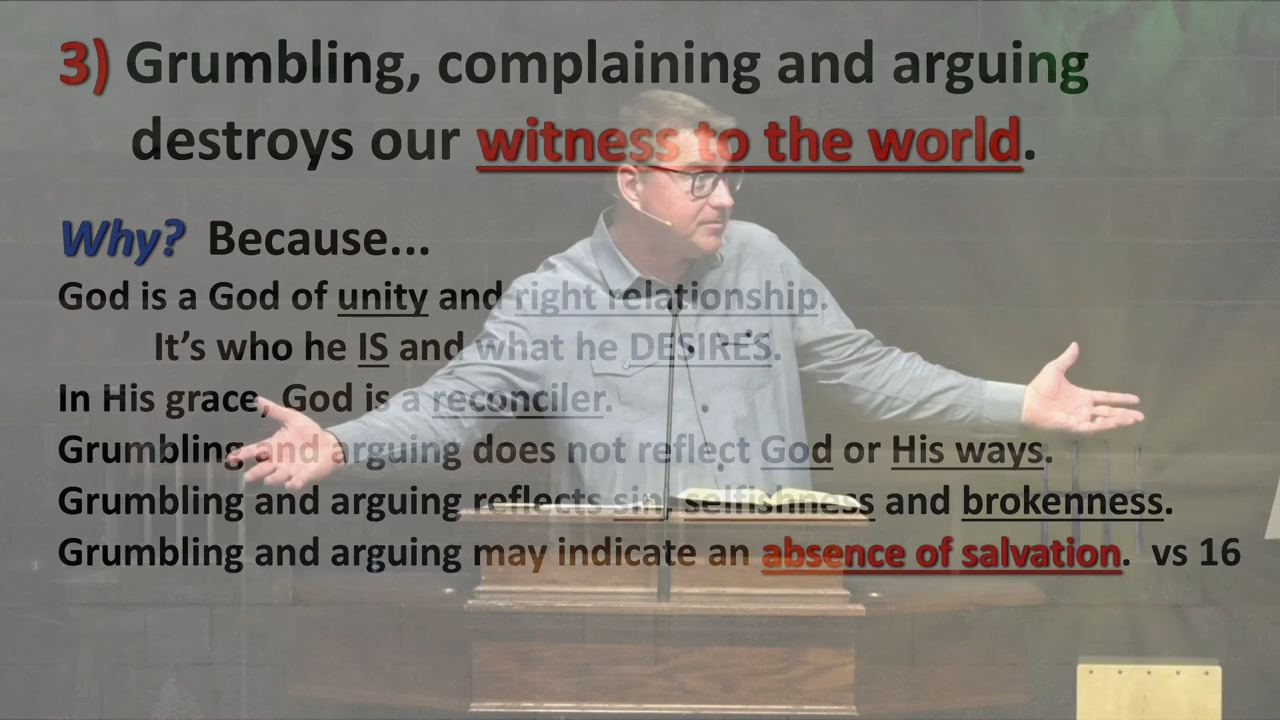 3) Grumbling, complaining and arguing
destroys our witness to the world.
Why? Because...
God is a God of unity and right relationship.
It’s who he IS and what he DESIRES.
In His grace, God is a reconciler.
Grumbling and arguing does not reflect God or His ways.
Grumbling and arguing reflects sin, selfishness and brokenness.
Grumbling and arguing may indicate an absence of salvation. vs 16